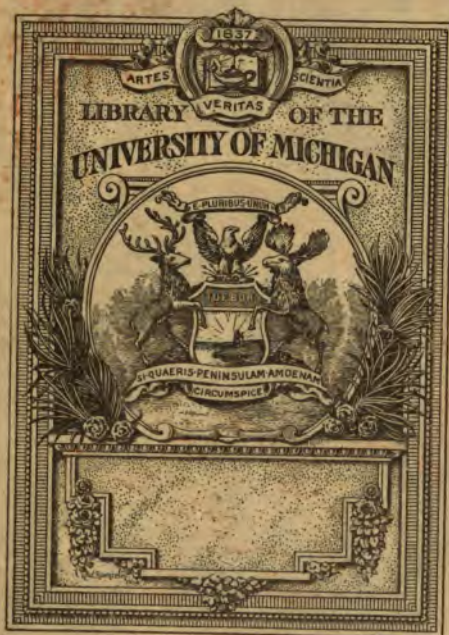 1837
ARTES SCIENTIA
VERITAS
LIBRARY OF THE
UNIVERSITY OF MICHIGAN
E·PLURIBUS·UNUM
TUEBOR
SI·QUAERIS·PENINSULAM·AMOENAM
CIRCUMSPICE